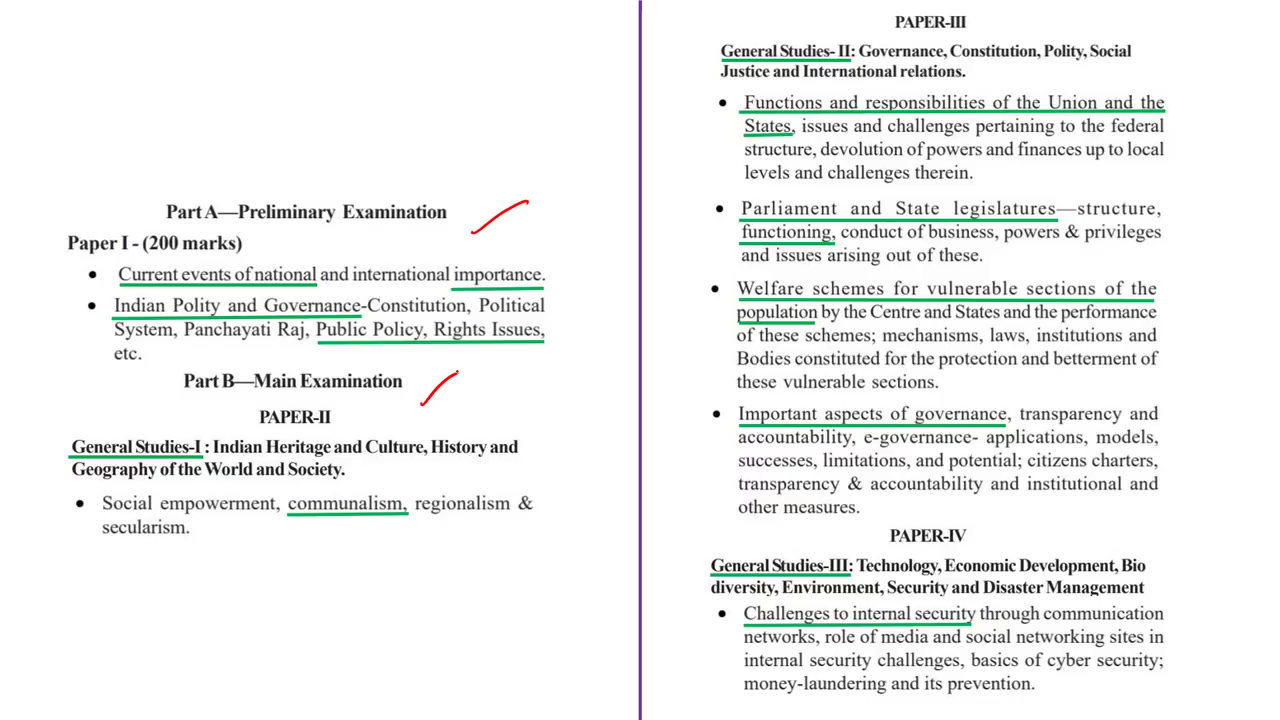 Part A—Preliminary Examination
Paper I - (200 marks)
• Current events of national and international importance.
• Indian Polity and Governance-Constitution, Political
System, Panchayati Raj, Public Policy, Rights Issues,
etc.
Part B—Main Examination
PAPER-II
General Studies-I : Indian Heritage and Culture, History and
Geography of the World and Society.
• Social empowerment, communalism, regionalism &
secularism.
PAPER-III
General Studies- II: Governance, Constitution, Polity, Social
Justice and International relations.
• Functions and responsibilities of the Union and the
States, issues and challenges pertaining to the federal
structure, devolution of powers and finances up to local
levels and challenges therein.
• Parliament and State legislatures—structure,
functioning, conduct of business, powers & privileges
and issues arising out of these.
• Welfare schemes for vulnerable sections of the
population by the Centre and States and the performance
of these schemes; mechanisms, laws, institutions and
Bodies constituted for the protection and betterment of
these vulnerable sections.
• Important aspects of governance, transparency and
accountability, e-governance- applications, models,
successes, limitations, and potential; citizens charters,
transparency & accountability and institutional and
other measures.
PAPER-IV
General Studies-III: Technology, Economic Development, Bio
diversity, Environment, Security and Disaster Management
• Challenges to internal security through communication
networks, role of media and social networking sites in
internal security challenges, basics of cyber security;
money-laundering and its prevention.